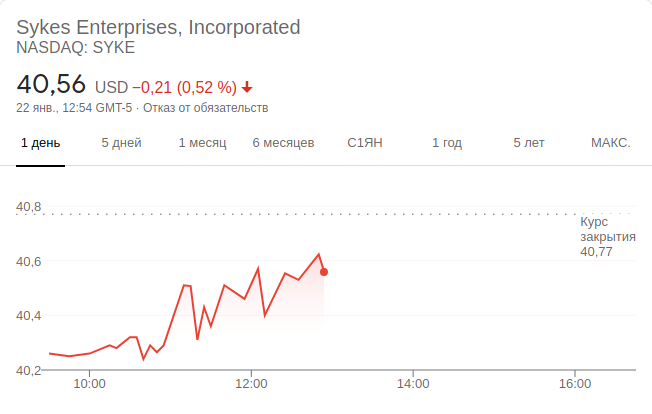 Sykes Enterprises, Incorporated
NASDAQ: SYKE
40,56 USD −0,21 (0,52 %)
22 янв., 12:54 GMT-5 · Отказ от обязательств
1 день 5 дней 1 месяц 6 месяцев С1ЯН 1 год 5 лет МАКС.
40,8
Курс
закрытия
40,77
40,6
40,4
40,2
10:00 12:00 14:00 16:00